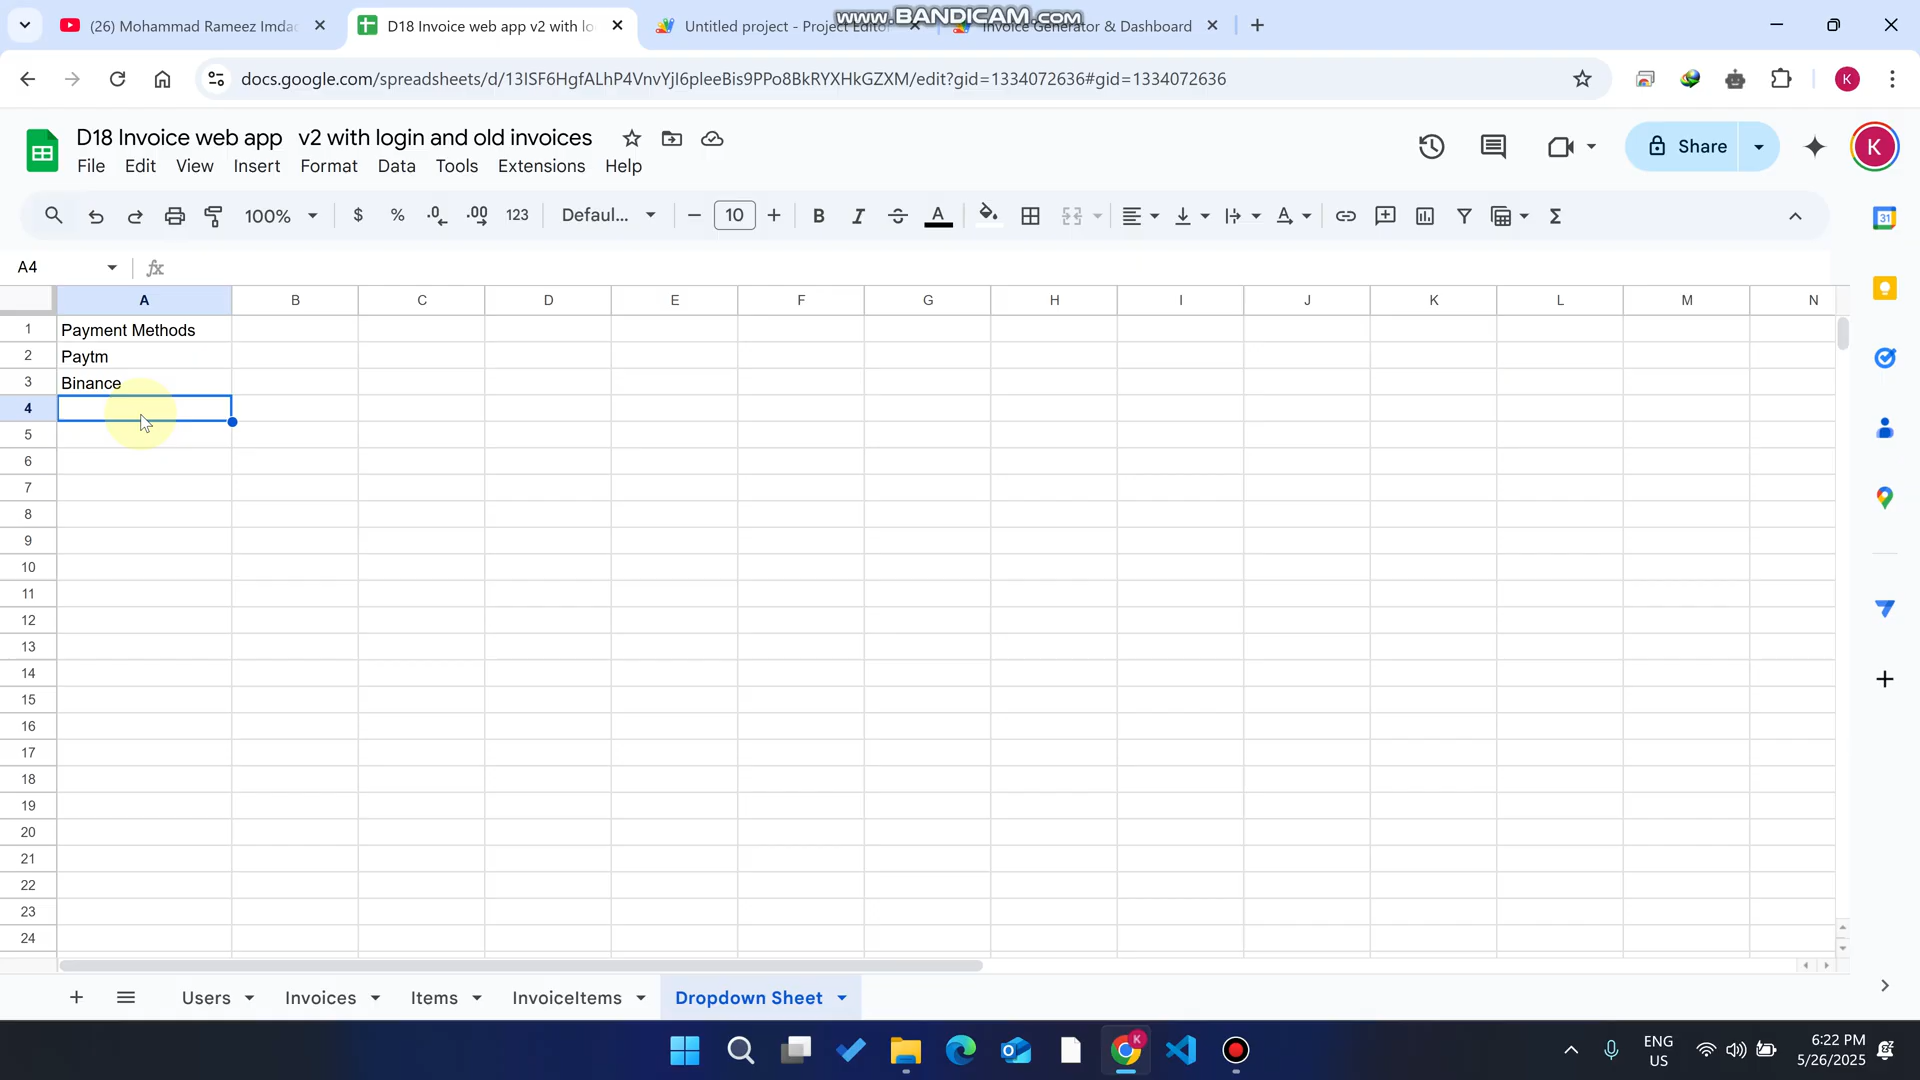 www.BANDICAM.com
(26) Mohammad Rameez Imda
D18 Invoice web app v2 with lo
Untitled project - Project Editor
Invoice Generator & Dashboard
docs.google.com/spreadsheets/d/13ISF6HgfALhP4VnvYjI6pIeeBis9PPo8BkRYXHkGZXM/edit?gid=1334072636#gid=1334072636
K
D18 Invoice web app   v2 with login and old invoices
File Edit View Insert Format Data Tools Extensions Help
Share
K
100% $ % .0 .00 123 Defaul... 10 B I A
31
A4 fx
A B C D E F G H I J K L M N
1 Payment Methods
2 Paytm
3 Binance
4
5
6
7
8
9
10
11
12
13
14
15
16
17
18
19
20
21
22
23
24
Users Invoices Items InvoiceItems Dropdown Sheet
K
ENG
US
6:22 PM
5/26/2025